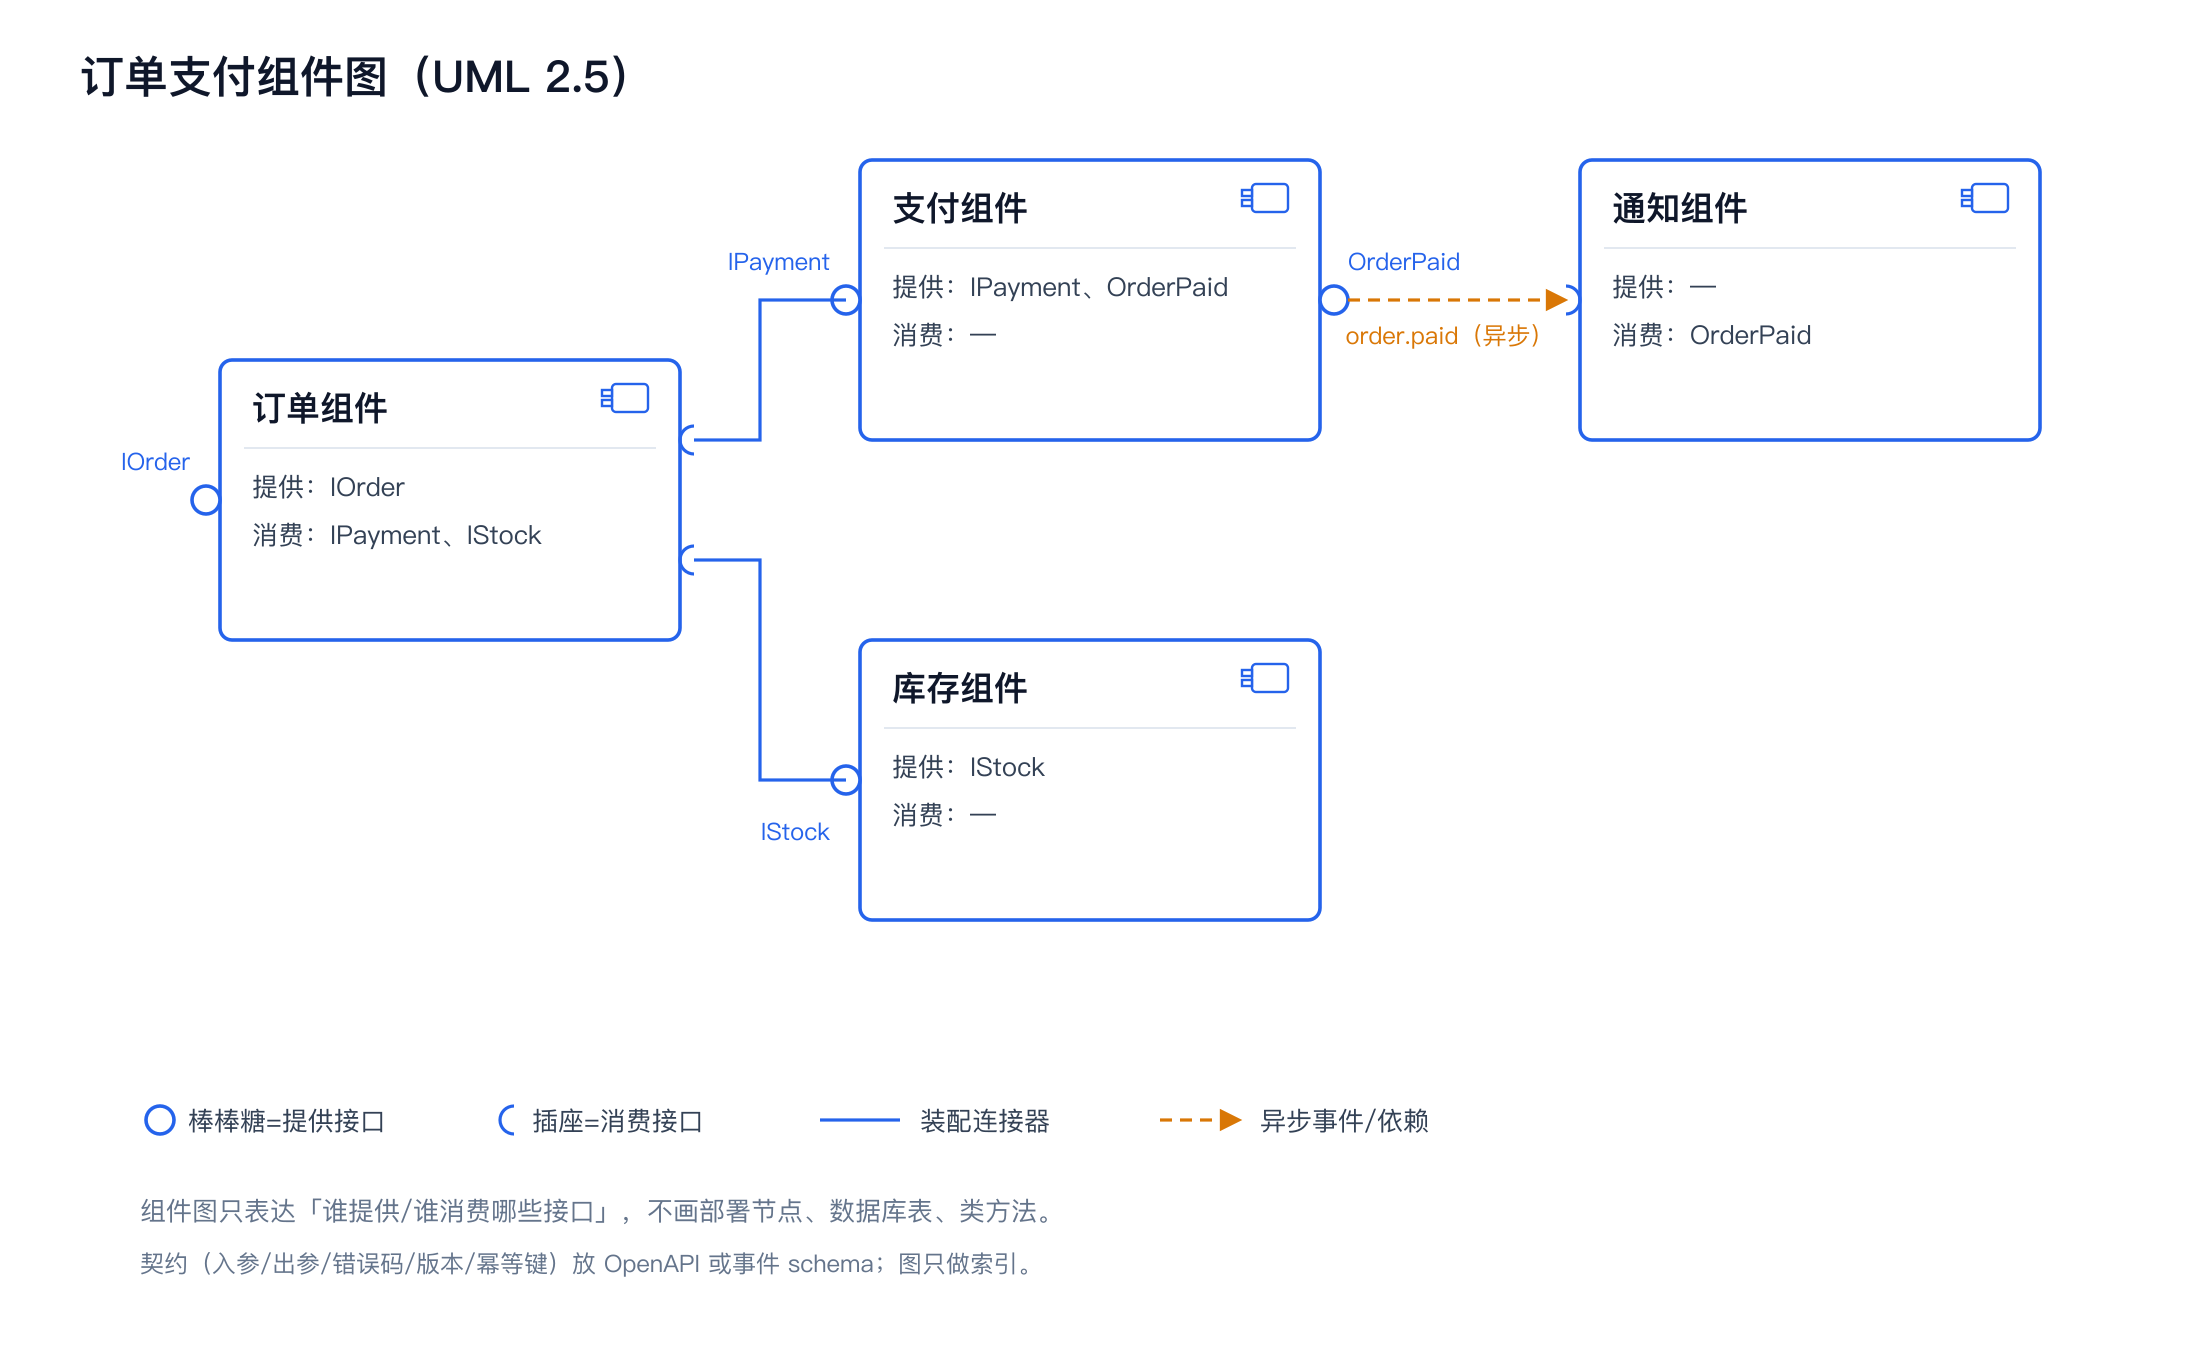 订单支付组件图（UML 2.5）
支付组件
提供：IPayment、OrderPaid
消费：—
通知组件
提供：—
消费：OrderPaid
IPayment
OrderPaid
order.paid（异步）
订单组件
提供：IOrder
消费：IPayment、IStock
IOrder
库存组件
提供：IStock
消费：—
IStock
棒棒糖=提供接口
插座=消费接口
装配连接器
异步事件/依赖
组件图只表达「谁提供/谁消费哪些接口」，不画部署节点、数据库表、类方法。
契约（入参/出参/错误码/版本/幂等键）放 OpenAPI 或事件 schema；图只做索引。